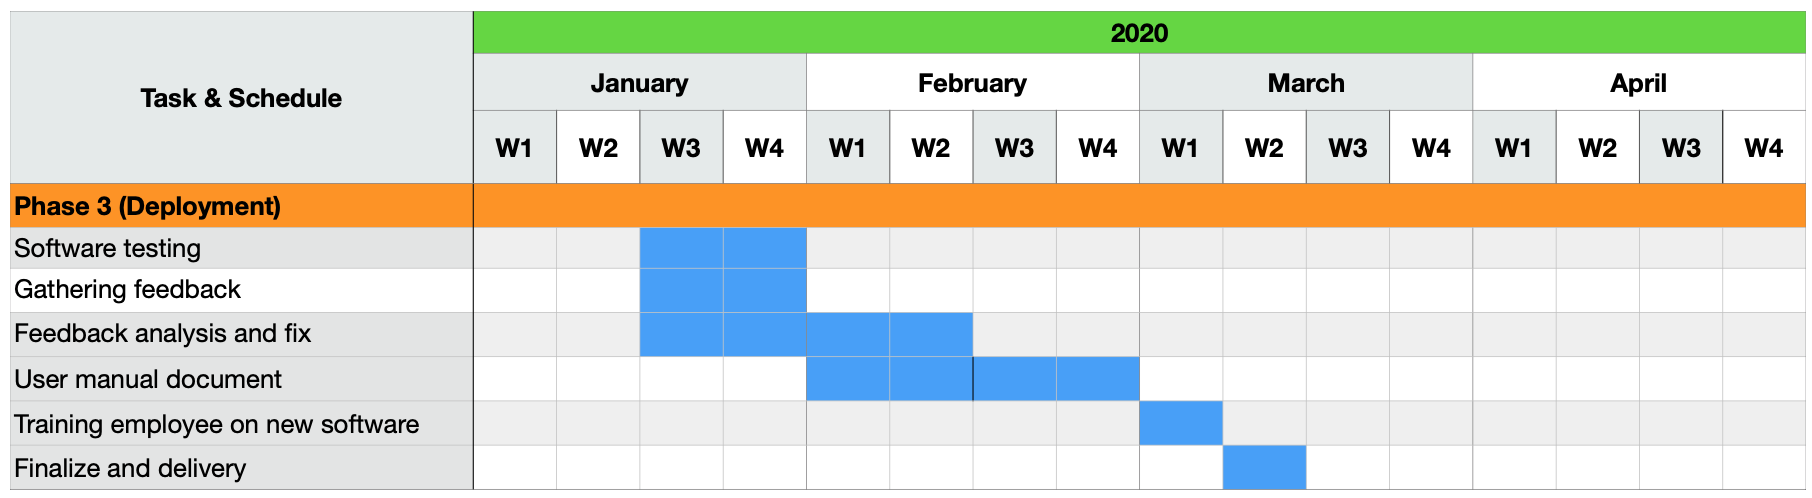 2020
Task & Schedule
January February March April
W1 W2 W3 W4 W1 W2 W3 W4 W1 W2 W3 W4 W1 W2 W3 W4
Phase 3 (Deployment)
Software testing
Gathering feedback
Feedback analysis and fix
User manual document
Training employee on new software
Finalize and delivery